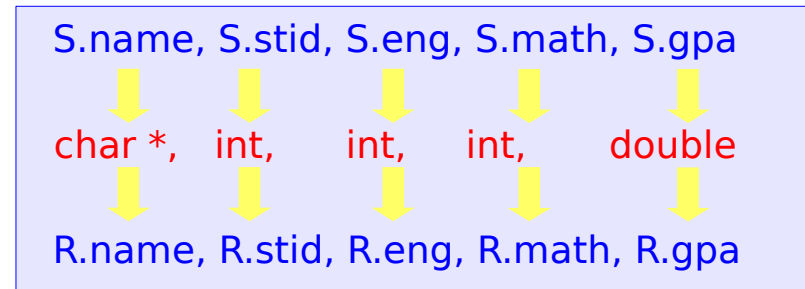 S.name, S.stid, S.eng, S.math, S.gpa
char *, int, int, int, double
R.name, R.stid, R.eng, R.math, R.gpa